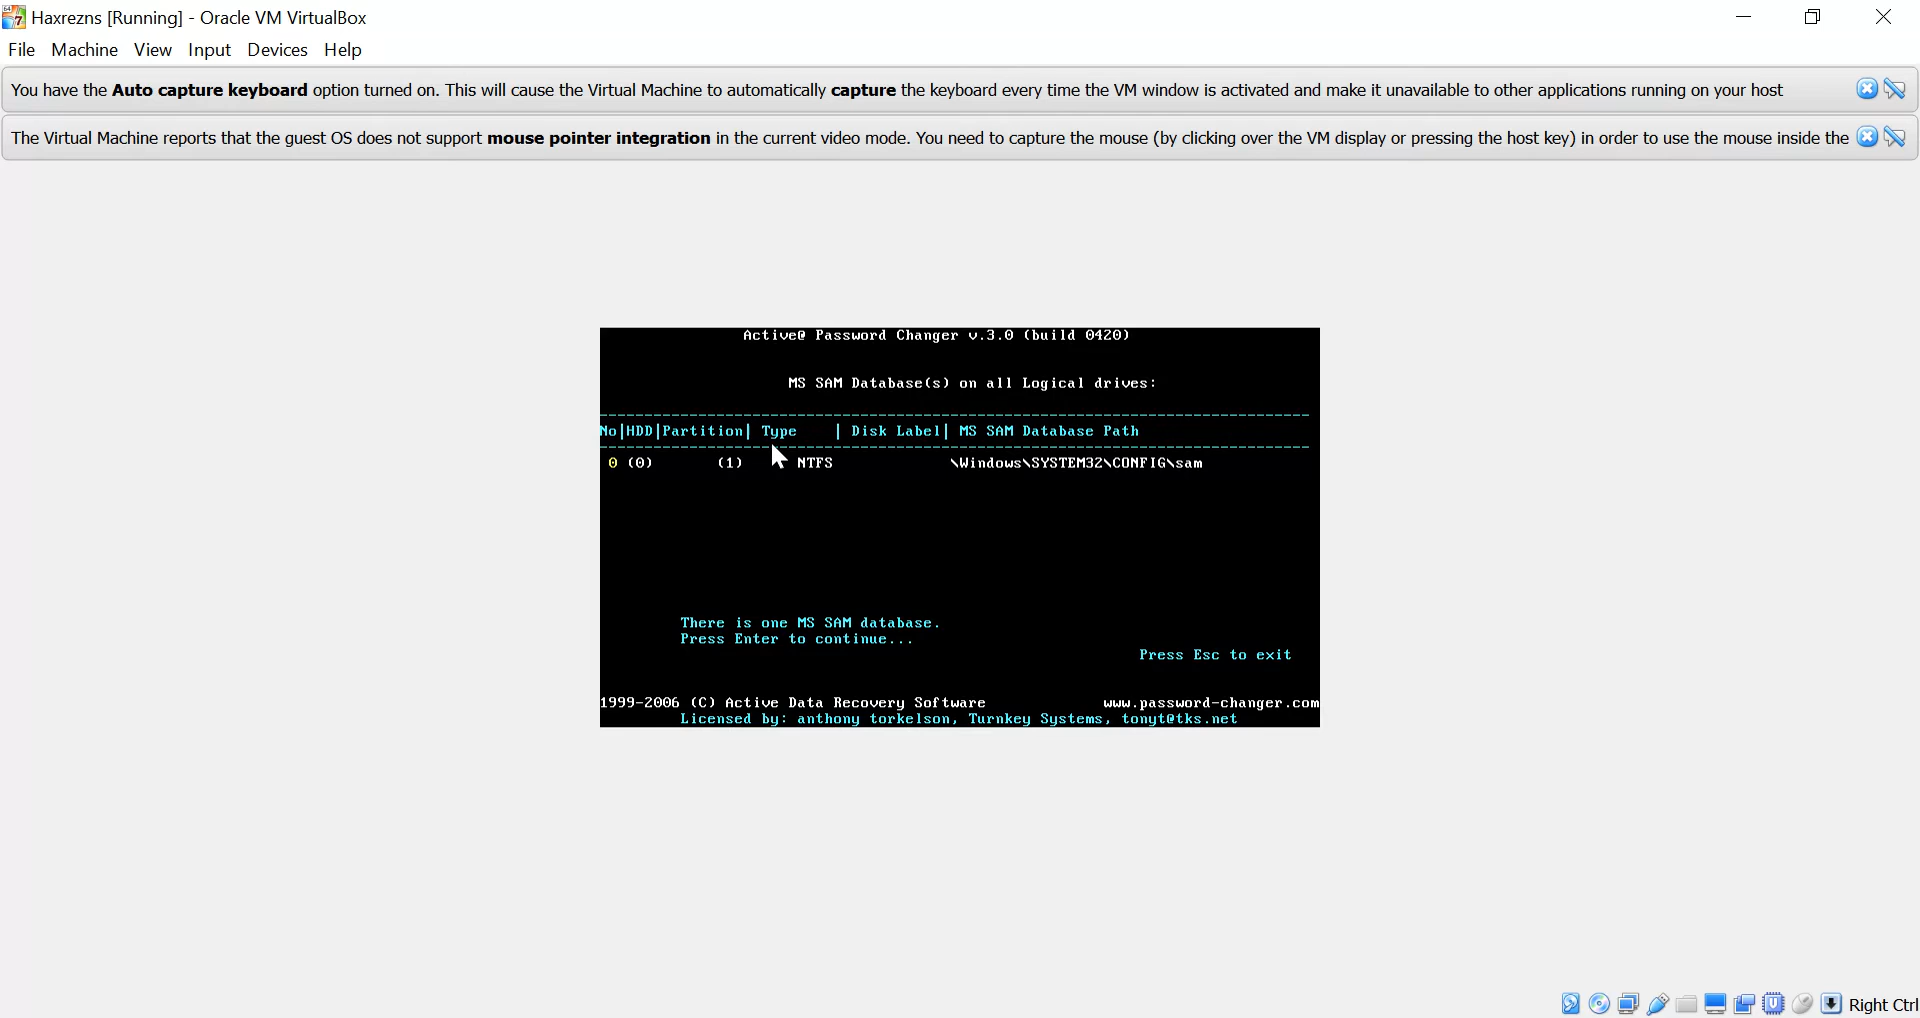 Haxrezns [Running] - Oracle VM VirtualBox
File Machine View Input Devices Help
You have the Auto capture keyboard option turned on. This will cause the Virtual Machine to automatically capture the keyboard every time the VM window is activated and make it unavailable to other applications running on your host
The Virtual Machine reports that the guest OS does not support mouse pointer integration in the current video mode. You need to capture the mouse (by clicking over the VM display or pressing the host key) in order to use the mouse inside the
Active@ Password Changer v.3.0 (build 0420)
MS SAM Database(s) on all Logical drives:
No|HDD|Partition| Type | Disk Label| MS SAM Database Path
0 (0) (1) NTFS \Windows\SYSTEM32\CONFIG\sam
There is one MS SAM database.
Press Enter to continue...
Press Esc to exit
1999-2006 (C) Active Data Recovery Software www.password-changer.com
Licensed by: anthony torkelson, Turnkey Systems, tonyt@tks.net
Right Ctrl